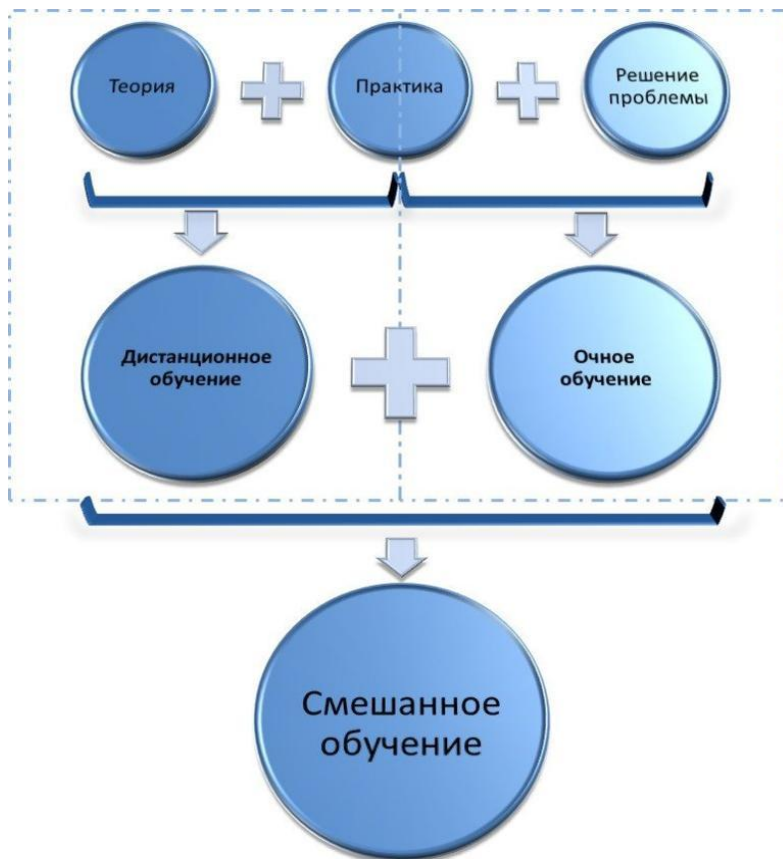 Теория
Практика
Решение
проблемы
Дистанционное
обучение
Очное
обучение
Смешанное
обучение